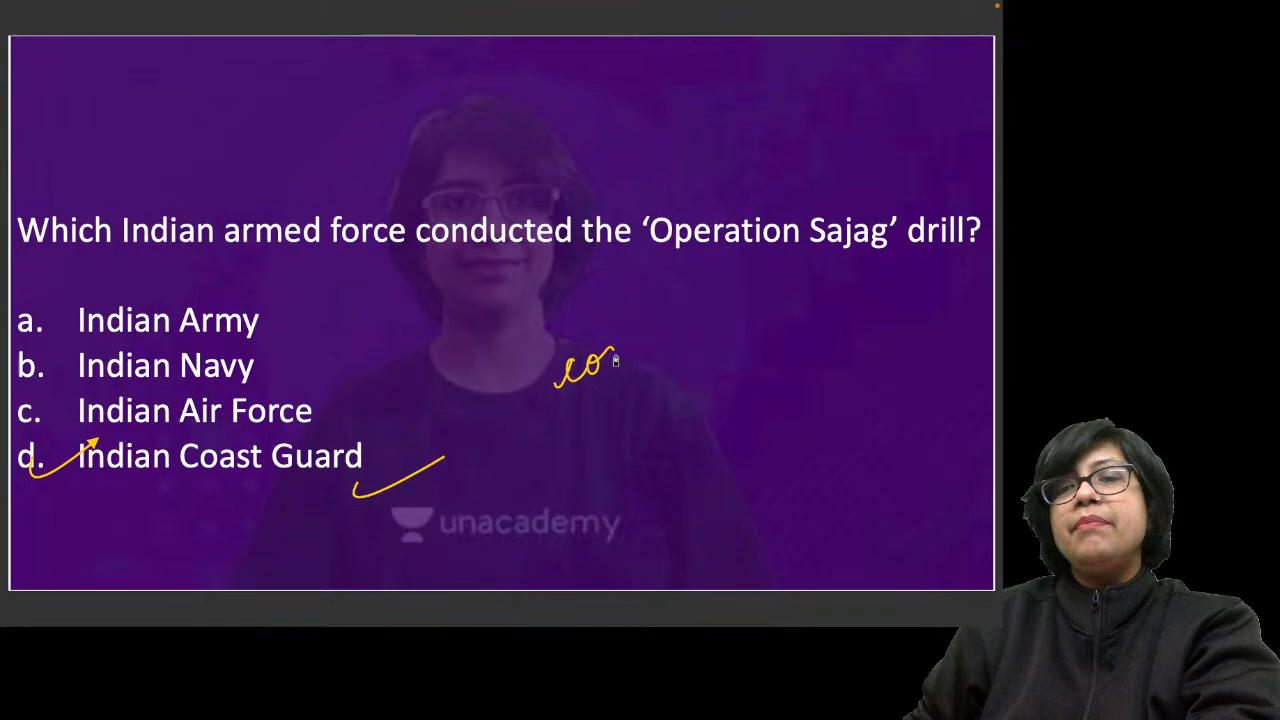 Which Indian armed force conducted the ‘Operation Sajag’ drill?
a. Indian Army
b. Indian Navy
co
c. Indian Air Force
d. Indian Coast Guard
unacademy